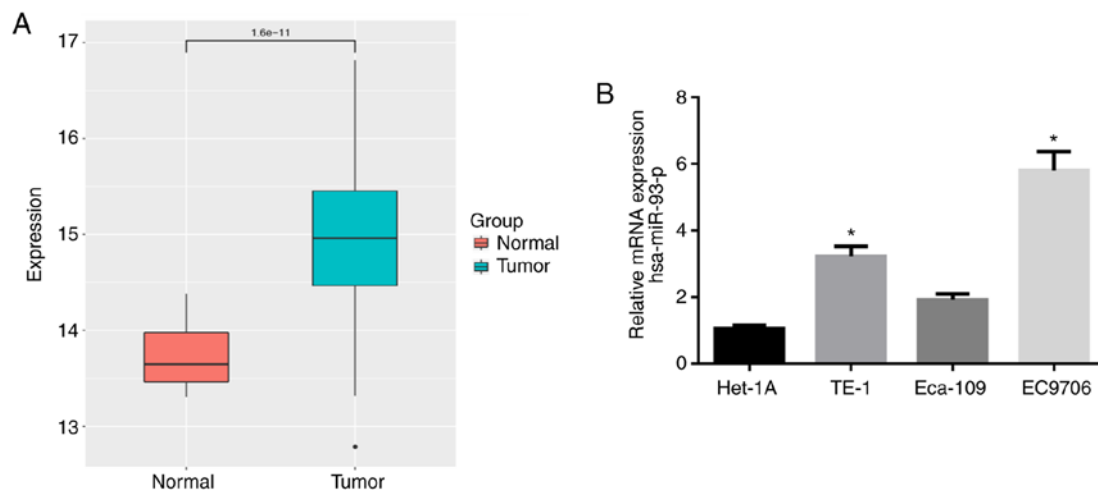 A
17
16
15
14
13
Expression
1.6e-11
Normal
Tumor
Group
Normal
Tumor
B
Relative mRNA expression
hsa-miR-93-p
8
6
4
2
0
*
*
Het-1A
TE-1
Eca-109
EC9706